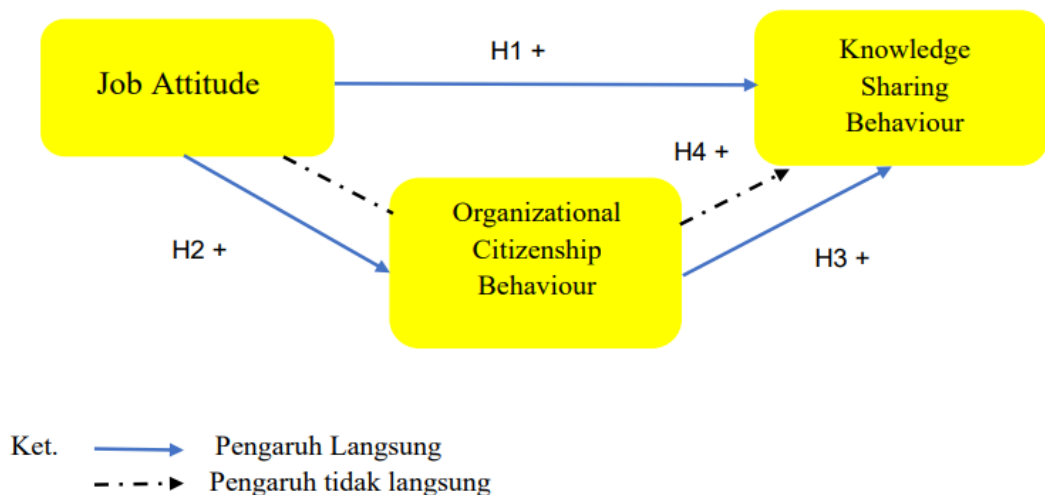 H1 +
Job Attitude
Knowledge
Sharing
Behaviour
H4 +
Organizational
Citizenship
Behaviour
H2 +
H3 +
Ket.
Pengaruh Langsung
Pengaruh tidak langsung